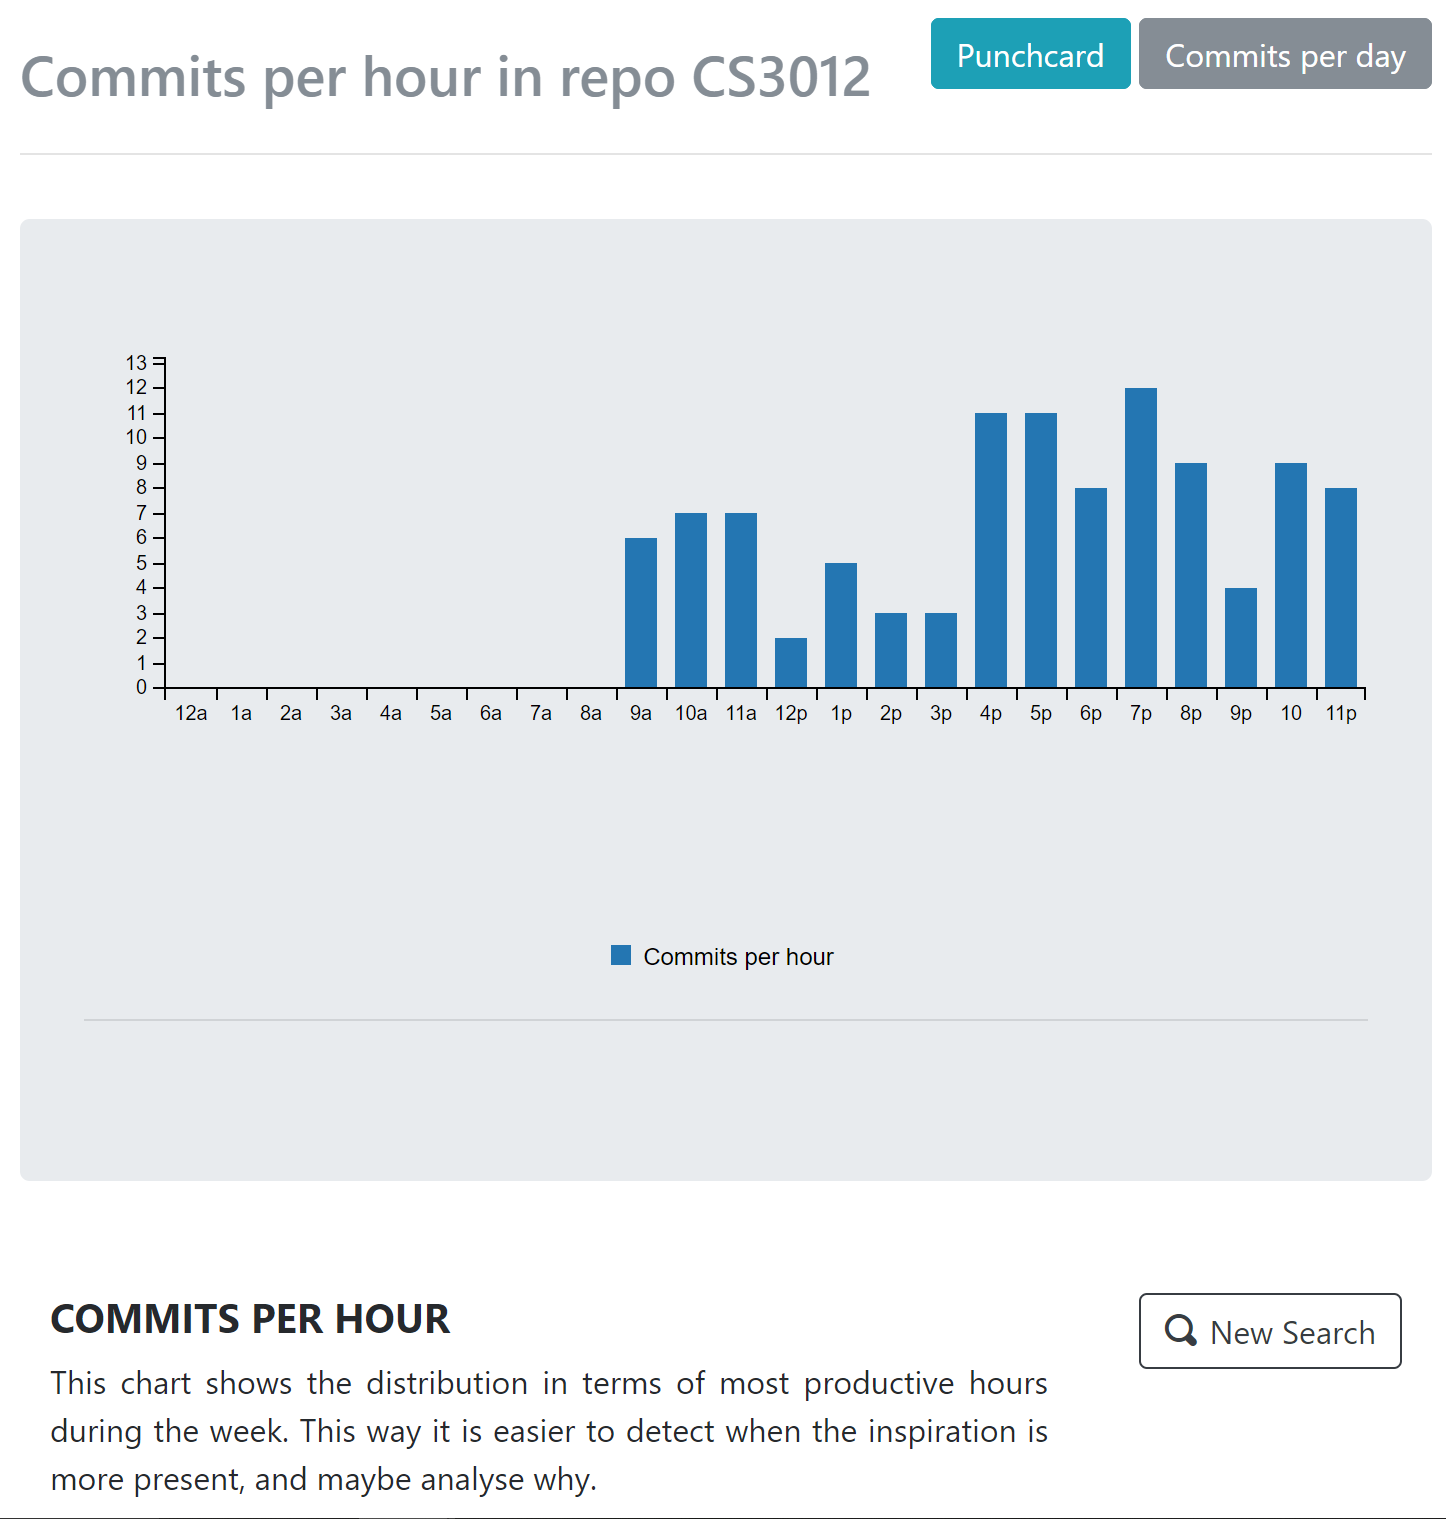 Commits per hour in repo CS3012
Punchcard
Commits per day
13
12
11
10
9
8
7
6
5
4
3
2
1
0
12a 1a 2a 3a 4a 5a 6a 7a 8a 9a 10a 11a 12p 1p 2p 3p 4p 5p 6p 7p 8p 9p 10 11p
Commits per hour
COMMITS PER HOUR
New Search
This chart shows the distribution in terms of most productive hours
during the week. This way it is easier to detect when the inspiration is
more present, and maybe analyse why.